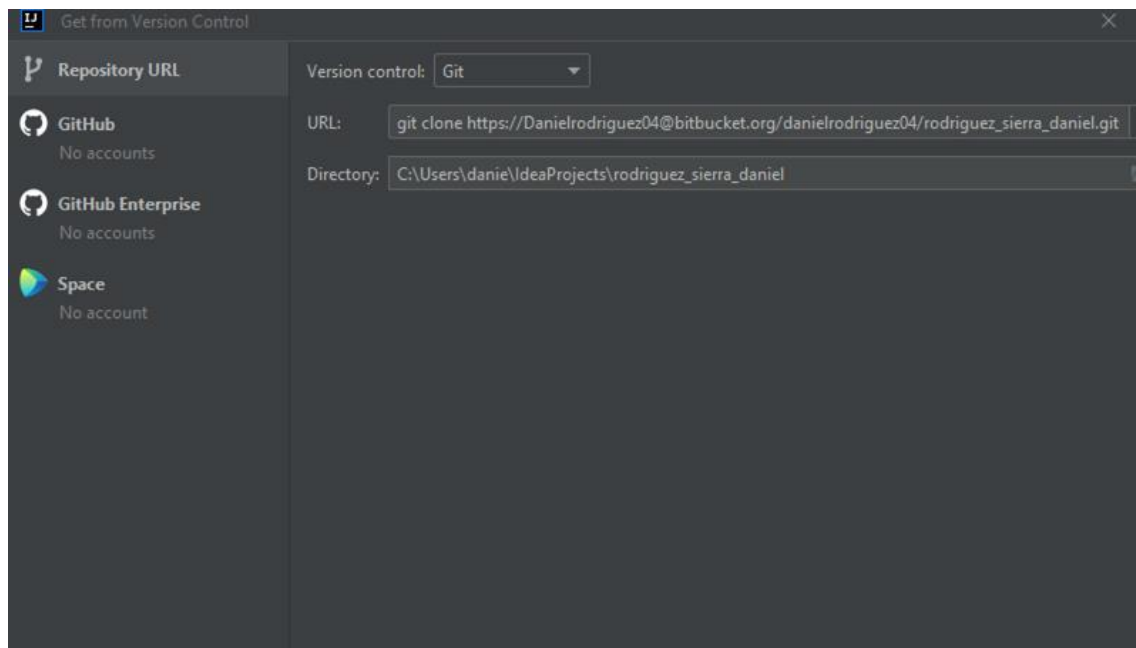 IJ Get from Version Control
Repository URL
GitHub
No accounts
GitHub Enterprise
No accounts
Space
No account
Version control: Git
URL: git clone https://Danielrodriguez04@bitbucket.org/danielrodriguez04/rodriguez_sierra_daniel.git
Directory: C:\Users\danie\IdeaProjects\rodriguez_sierra_daniel